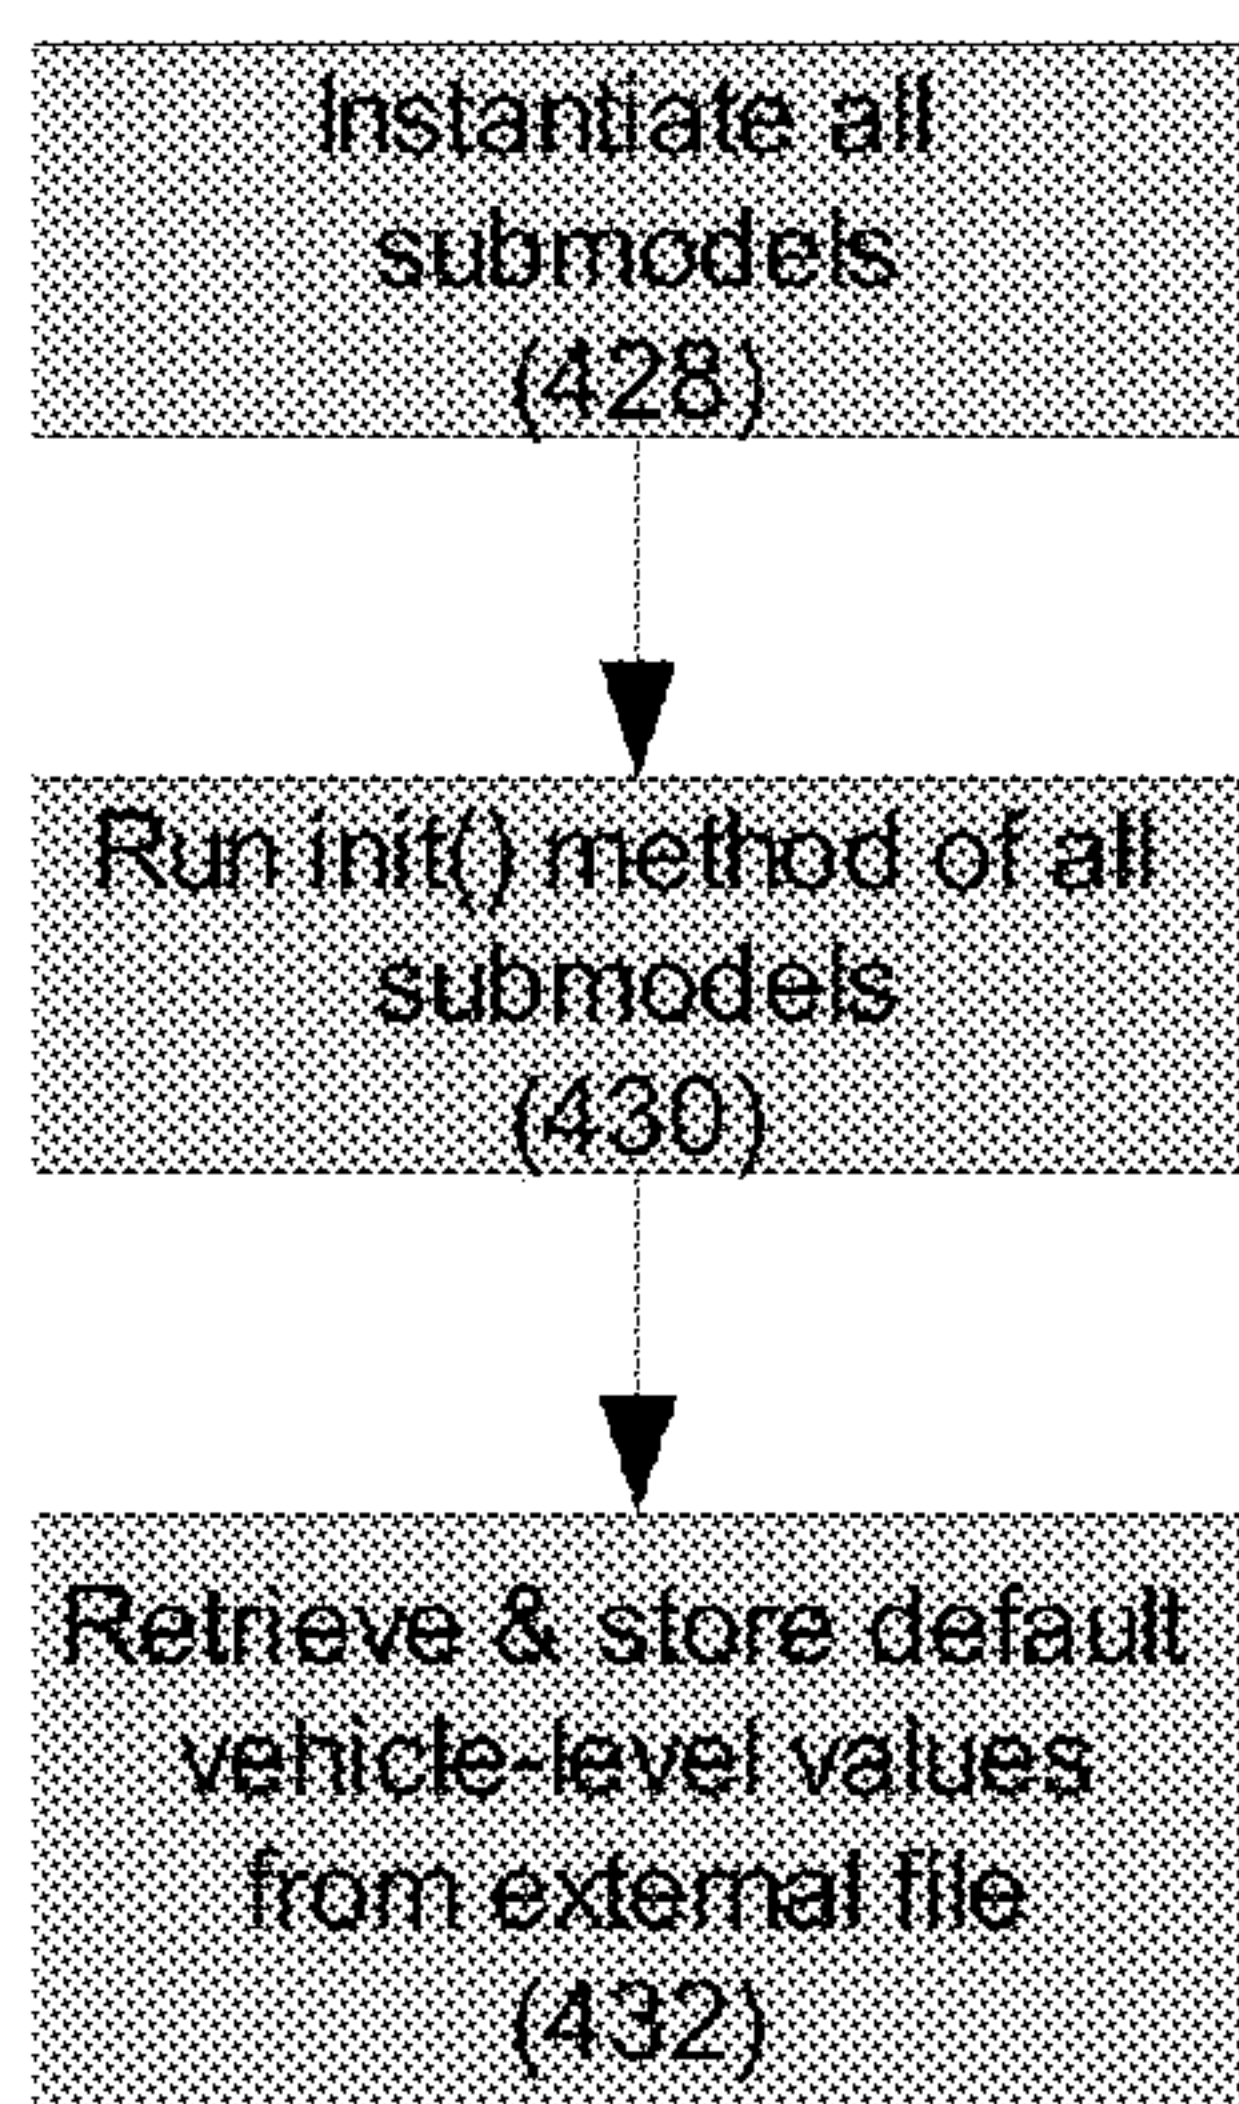 Instantiate all
submodels
(428)
Run init() method of all
submodels
(430)
Retrieve & store default
vehicle-level values
from external file
(432)